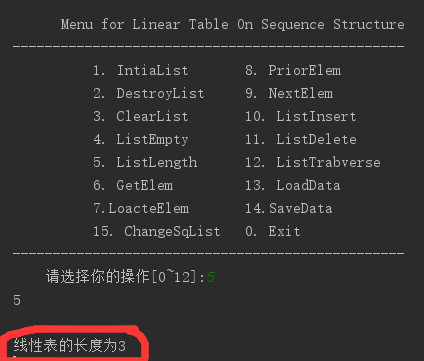 Menu for Linear Table On Sequence Structure
-------------------------------------------------
1. IntiaList 8. PriorElem
2. DestroyList 9. NextElem
3. ClearList 10. ListInsert
4. ListEmpty 11. ListDelete
5. ListLength 12. ListTrabverse
6. GetElem 13. LoadData
7.LoacteElem 14.SaveData
15. ChangeSqList 0. Exit
-------------------------------------------------
请选择你的操作[0~12]:5
5
线性表的长度为3